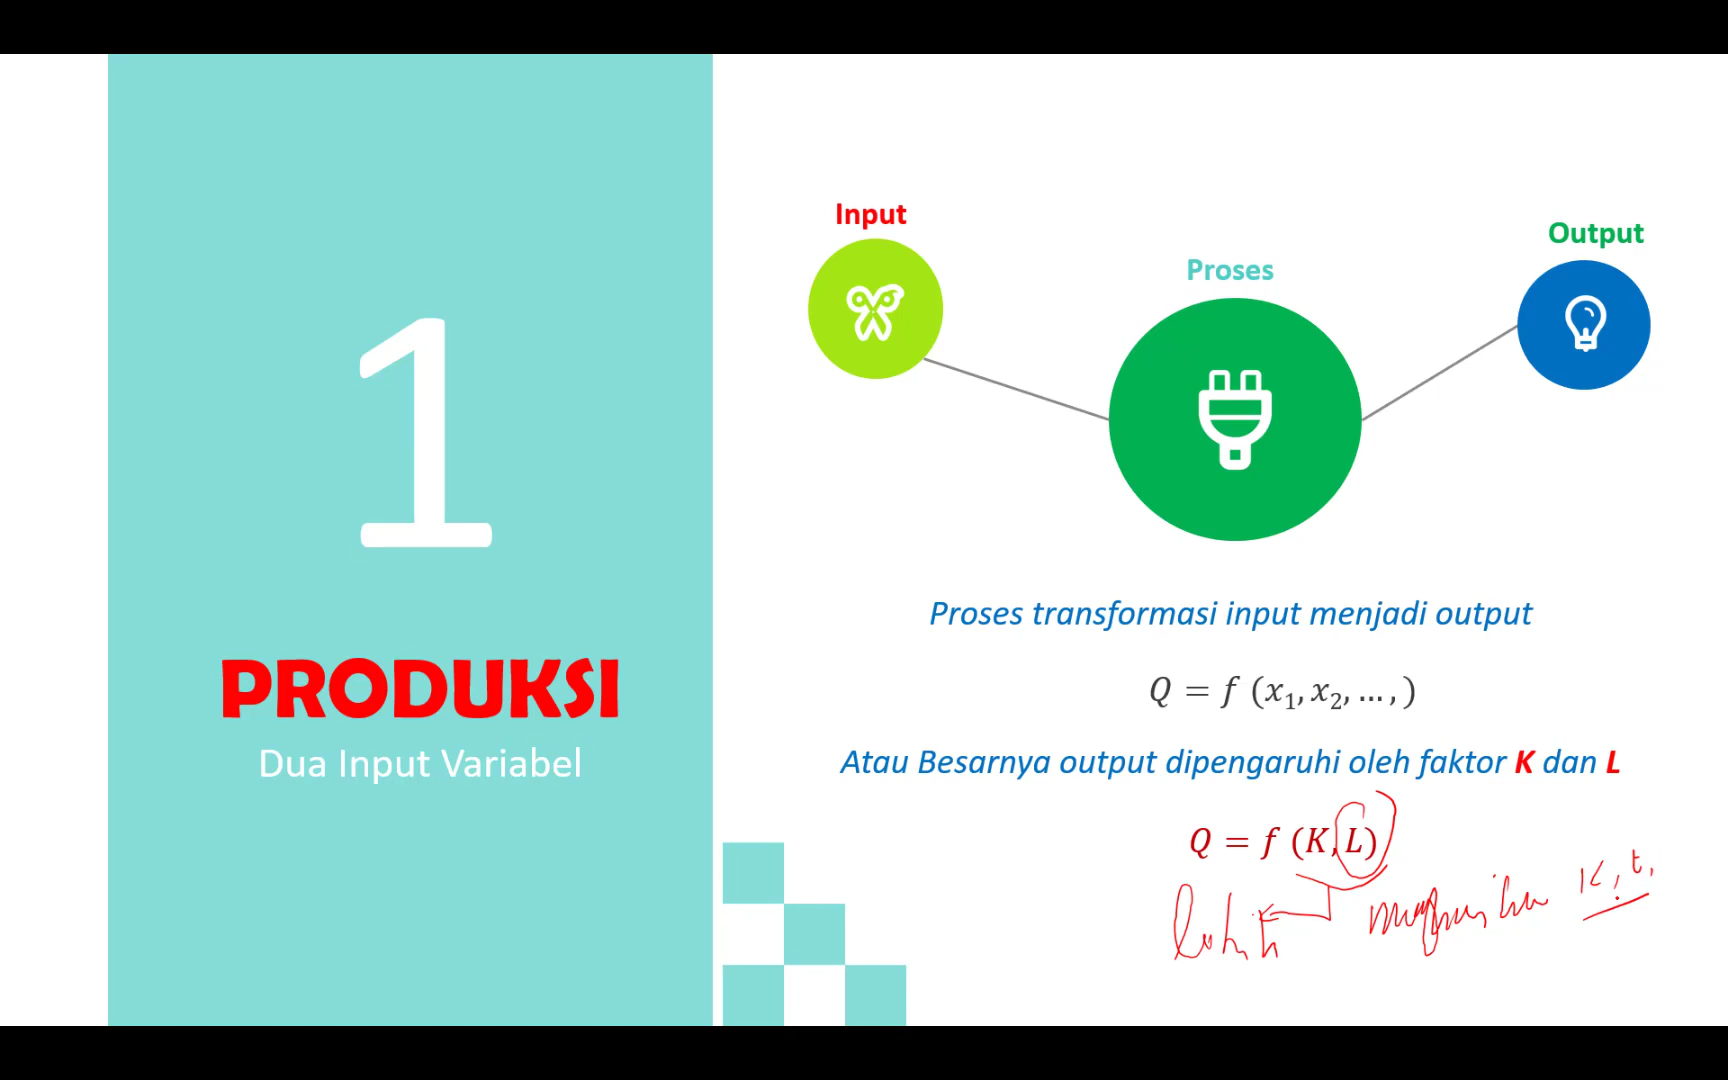 1
PRODUKSI
Dua Input Variabel
Input
Proses
Output
Proses transformasi input menjadi output
Q = f (x₁, x₂, … , )
Atau Besarnya output dipengaruhi oleh faktor K dan L
Q = f (K, L)
K, t,